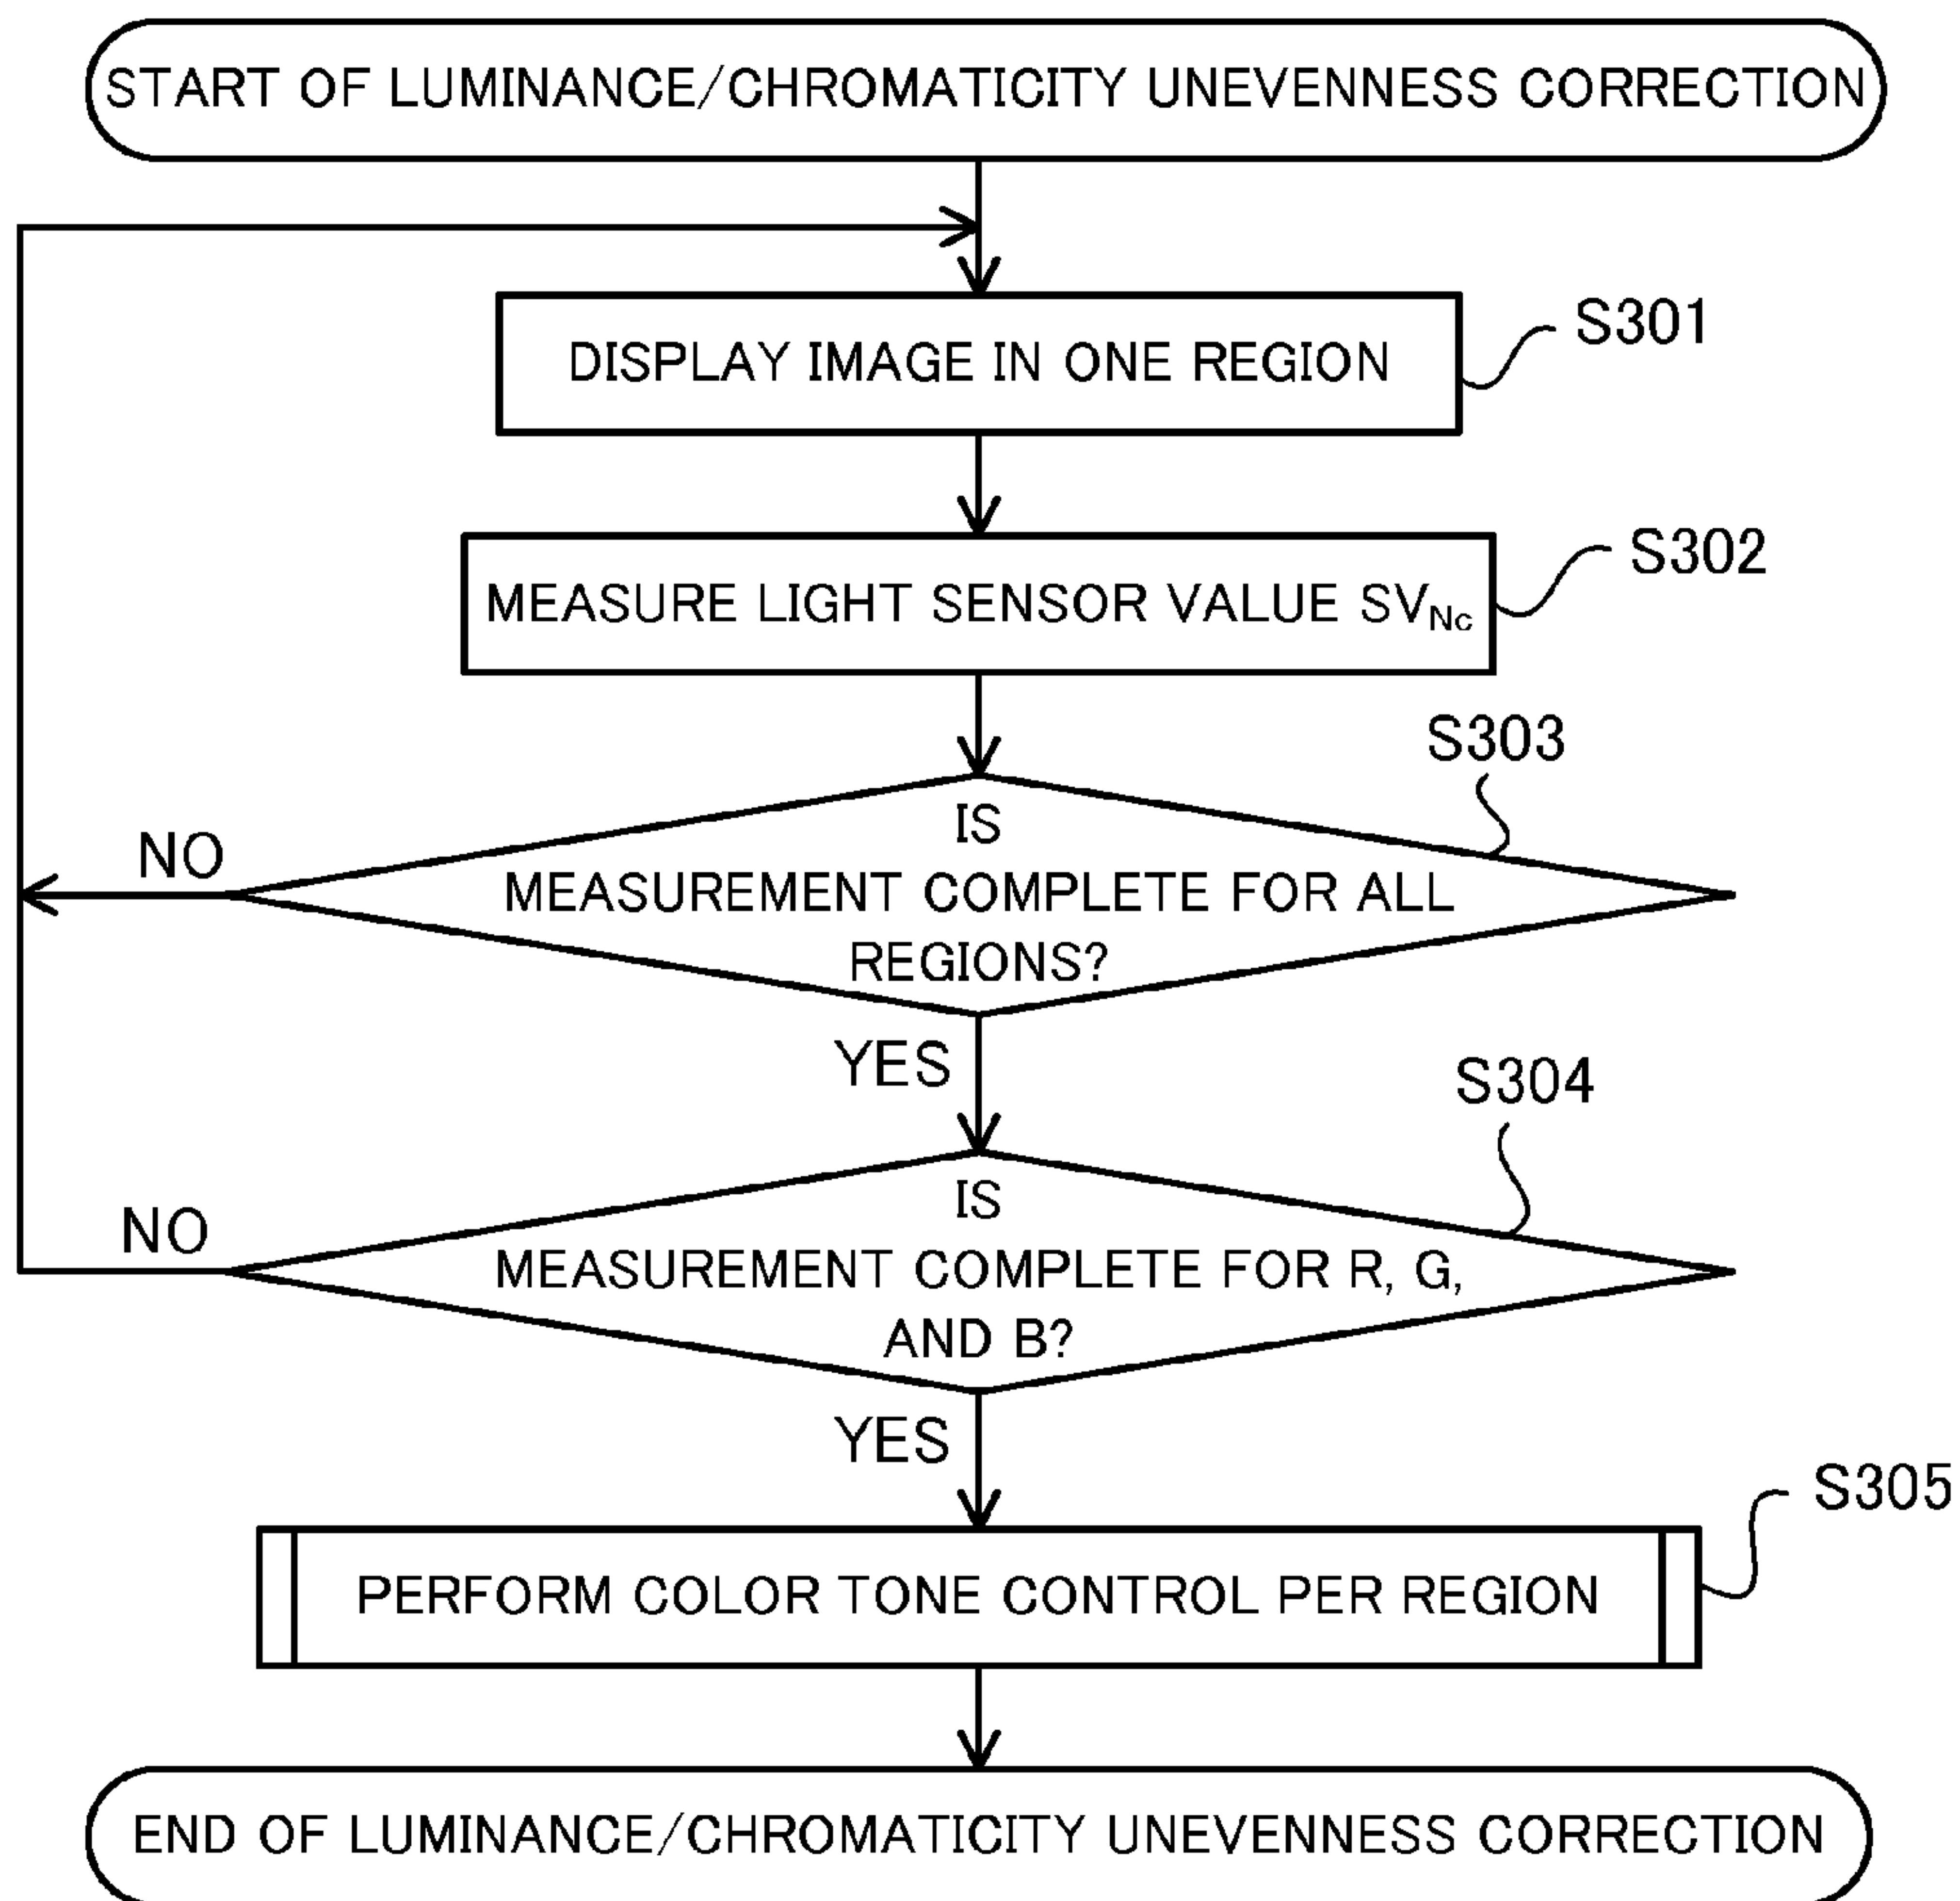 START OF LUMINANCE/CHROMATICITY UNEVENNESS CORRECTION
DISPLAY IMAGE IN ONE REGION
S301
MEASURE LIGHT SENSOR VALUE SVNc
S302
S303
IS
MEASUREMENT COMPLETE FOR ALL
REGIONS?
NO
YES
S304
IS
MEASUREMENT COMPLETE FOR R, G,
AND B?
NO
YES
S305
PERFORM COLOR TONE CONTROL PER REGION
END OF LUMINANCE/CHROMATICITY UNEVENNESS CORRECTION